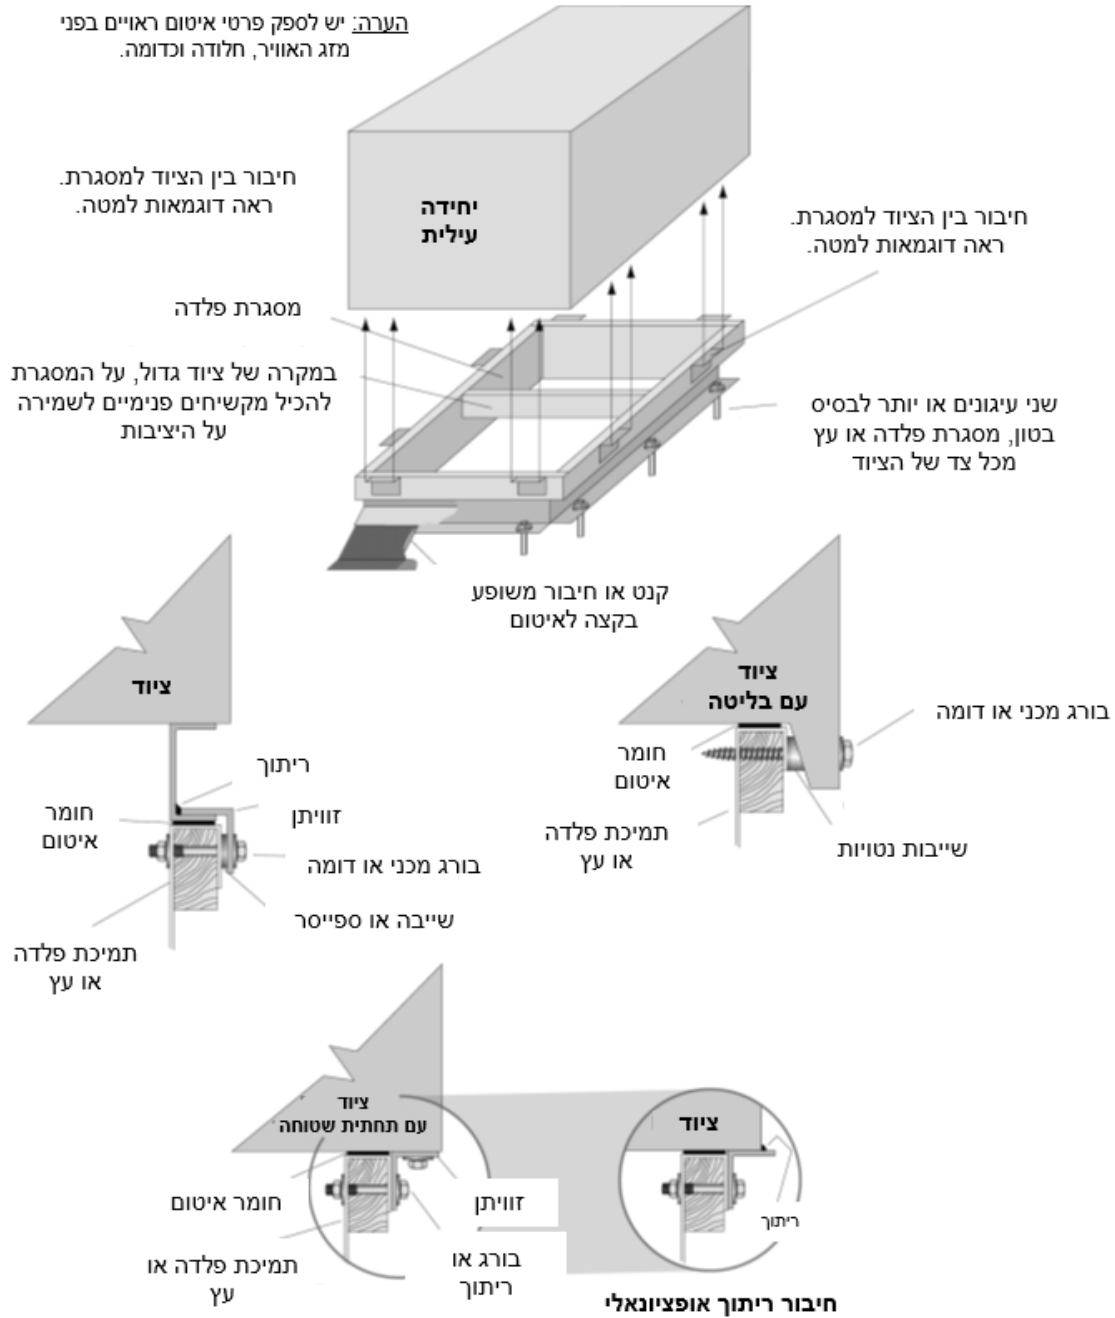 הערה: יש לספק פרטי איטום ראויים בפני
מזג האוויר, חלודה וכדומה.
חיבור בין הציוד למסגרת.
ראה דוגמאות למטה.
יחידה
עילית
חיבור בין הציוד למסגרת.
ראה דוגמאות למטה.
מסגרת פלדה
במקרה של ציוד גדול, על המסגרת
להכיל מקשיחים פנימיים לשמירה
על היציבות
שני עיגונים או יותר לבסיס
בטון, מסגרת פלדה או עץ
מכל צד של הציוד
קנט או חיבור משופע
בקצה לאיטום
ציוד
ריתוך
חומר
איטום
זוויתן
בורג מכני או דומה
שייבה או ספייסר
תמיכת פלדה
או עץ
ציוד
עם בליטה
בורג מכני או דומה
חומר
איטום
תמיכת פלדה
או עץ
שייבות נטויות
ציוד
עם תחתית שטוחה
חומר איטום
זוויתן
תמיכת פלדה או
עץ
בורג או
ריתוך
ציוד
ריתוך
חיבור ריתוך אופציונאלי